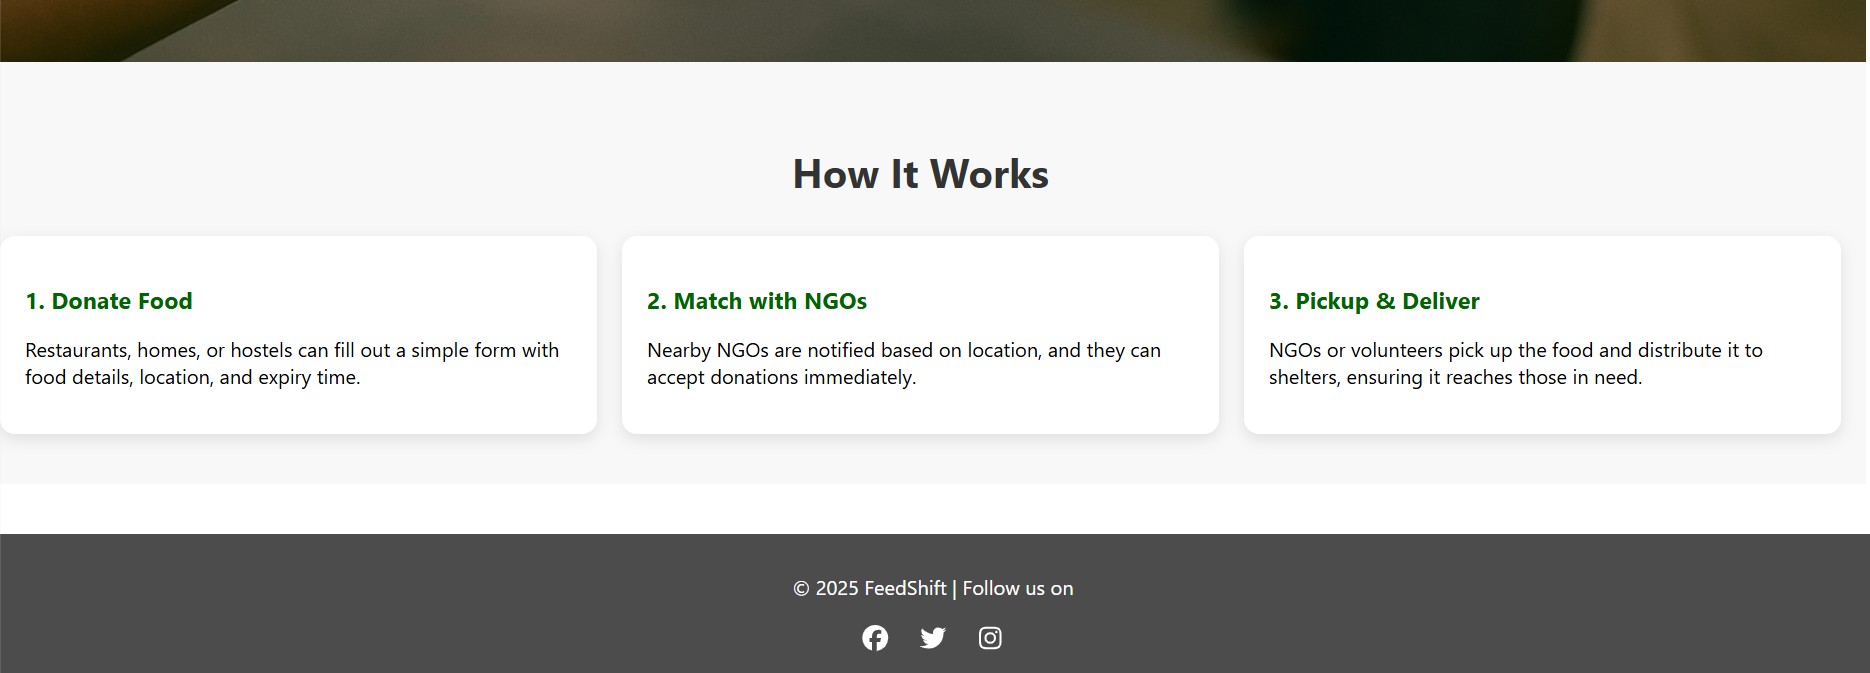 How It Works
1. Donate Food
Restaurants, homes, or hostels can fill out a simple form with
food details, location, and expiry time.
2. Match with NGOs
Nearby NGOs are notified based on location, and they can
accept donations immediately.
3. Pickup & Deliver
NGOs or volunteers pick up the food and distribute it to
shelters, ensuring it reaches those in need.
© 2025 FeedShift | Follow us on